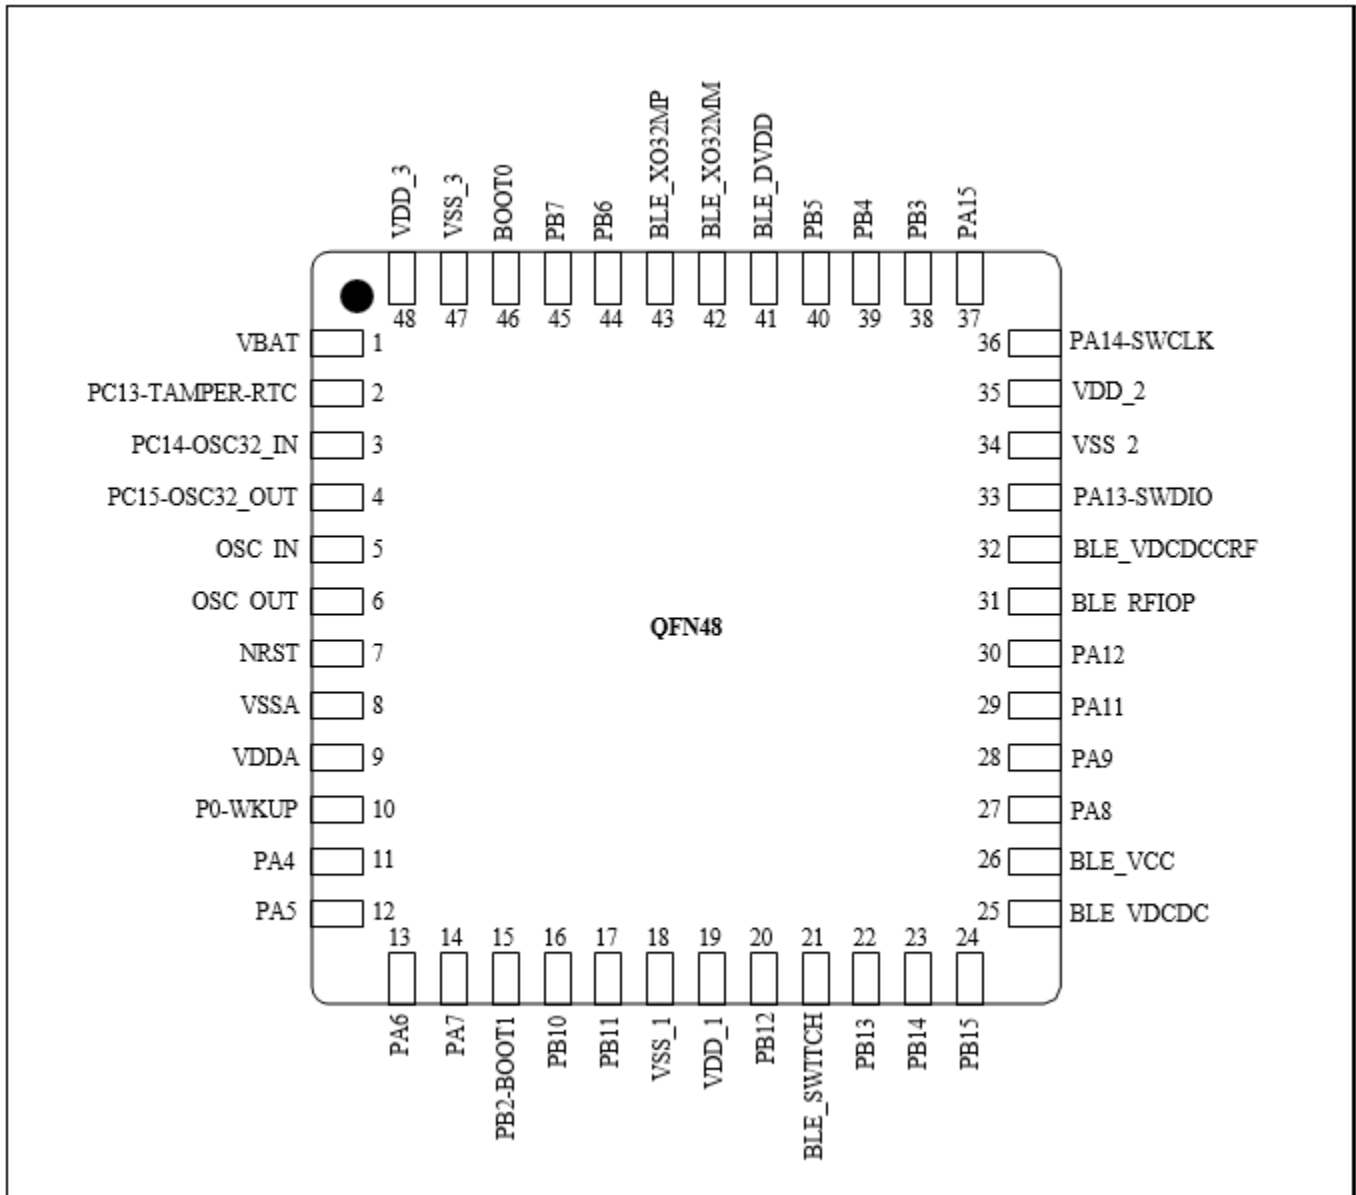 VDD_3
VSS_3
BOOT0
PB7
PB6
BLE_XO32MP
BLE_XO32MM
BLE_DVDD
PB5
PB4
PB3
PA15
48 47 46 45 44 43 42 41 40 39 38 37
VBAT 1
PC13-TAMPER-RTC 2
PC14-OSC32_IN 3
PC15-OSC32_OUT 4
OSC IN 5
OSC OUT 6
NRST 7
VSSA 8
VDDA 9
P0-WKUP 10
PA4 11
PA5 12
QFN48
36 PA14-SWCLK
35 VDD_2
34 VSS 2
33 PA13-SWDIO
32 BLE_VDCDCCRF
31 BLE RFIOP
30 PA12
29 PA11
28 PA9
27 PA8
26 BLE_VCC
25 BLE VDCDC
13 14 15 16 17 18 19 20 21 22 23 24
PA6
PA7
PB2-BOOT1
PB10
PB11
VSS_1
VDD_1
PB12
BLE_SWITCH
PB13
PB14
PB15